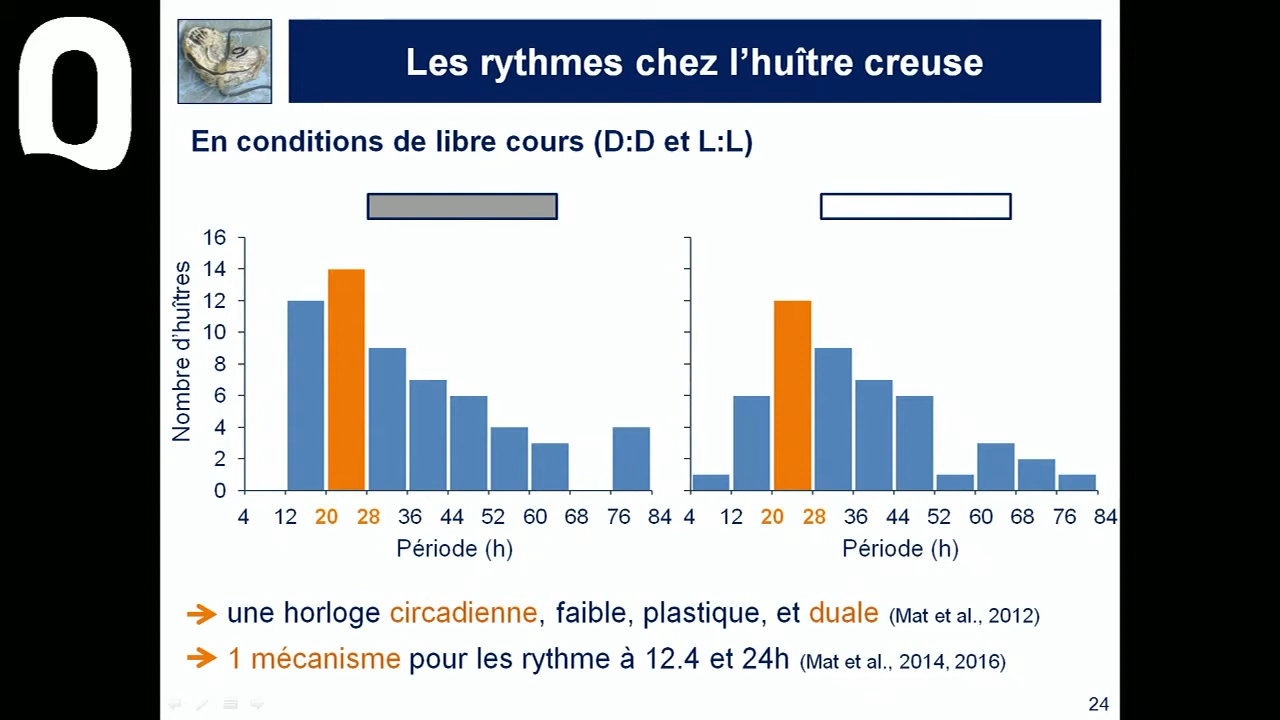 Les rythmes chez l’huître creuse
En conditions de libre cours (D:D et L:L)
Nombre d’huîtres
16
14
12
10
8
6
4
2
0
4 12 20 28 36 44 52 60 68 76 84
Période (h)
4 12 20 28 36 44 52 60 68 76 84
Période (h)
une horloge circadienne, faible, plastique, et duale (Mat et al., 2012)
1 mécanisme pour les rythme à 12.4 et 24h (Mat et al., 2014, 2016)
24